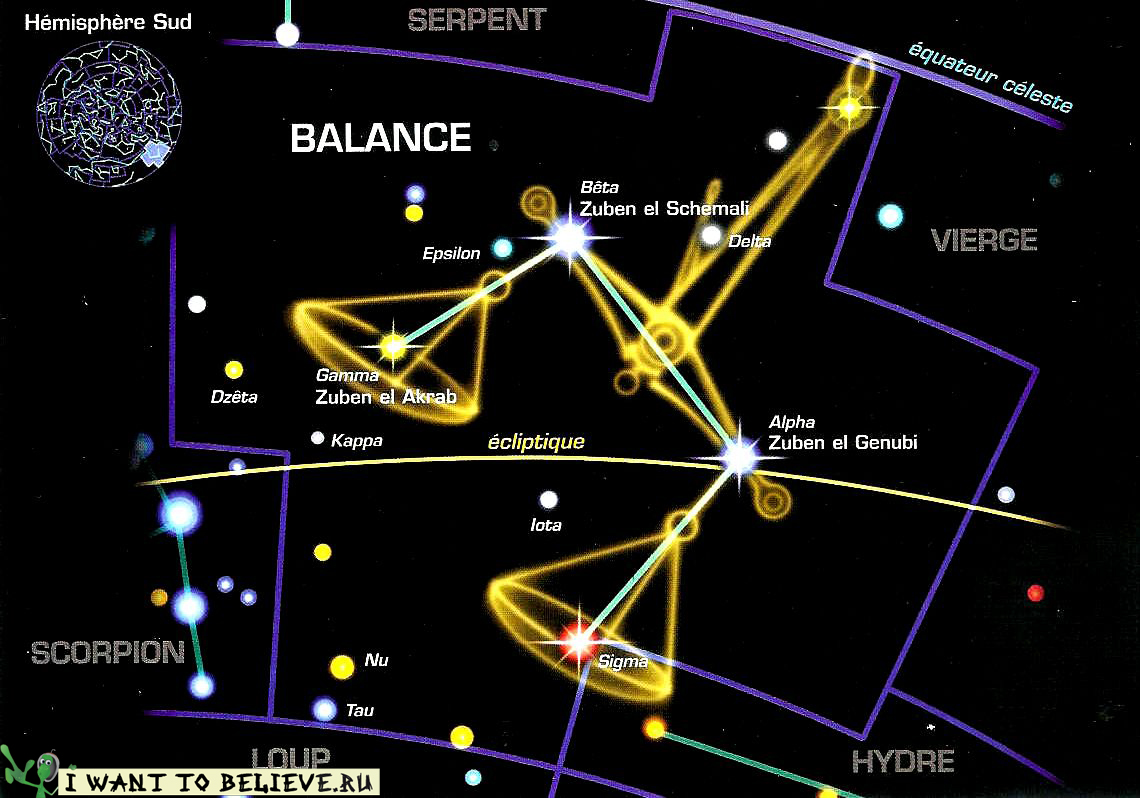 Hémisphère Sud
SERPENT
équateur céleste
BALANCE
Bêta
Zuben el Schemali
Delta
VIERGE
Epsilon
Gamma
Zuben el Akrab
Dzêta
Kappa
écliptique
Alpha
Zuben el Genubi
Iota
SCORPION
Nu
Sigma
Tau
LOUP
HYDRE
I WANT TO BELIEVE.RU